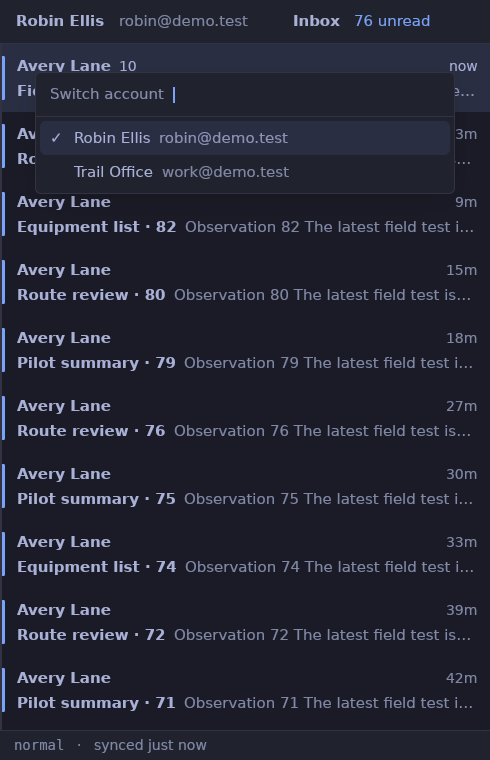 Robin Ellis robin@demo.test Inbox 76 unread
Avery Lane 10 now
Switch account
✓ Robin Ellis robin@demo.test
Trail Office work@demo.test
Avery Lane 9m
Equipment list · 82 Observation 82 The latest field test i…
Avery Lane 15m
Route review · 80 Observation 80 The latest field test is…
Avery Lane 18m
Pilot summary · 79 Observation 79 The latest field test i…
Avery Lane 27m
Route review · 76 Observation 76 The latest field test is…
Avery Lane 30m
Pilot summary · 75 Observation 75 The latest field test i…
Avery Lane 33m
Equipment list · 74 Observation 74 The latest field test i…
Avery Lane 39m
Route review · 72 Observation 72 The latest field test is…
Avery Lane 42m
Pilot summary · 71 Observation 71 The latest field test i…
normal · synced just now